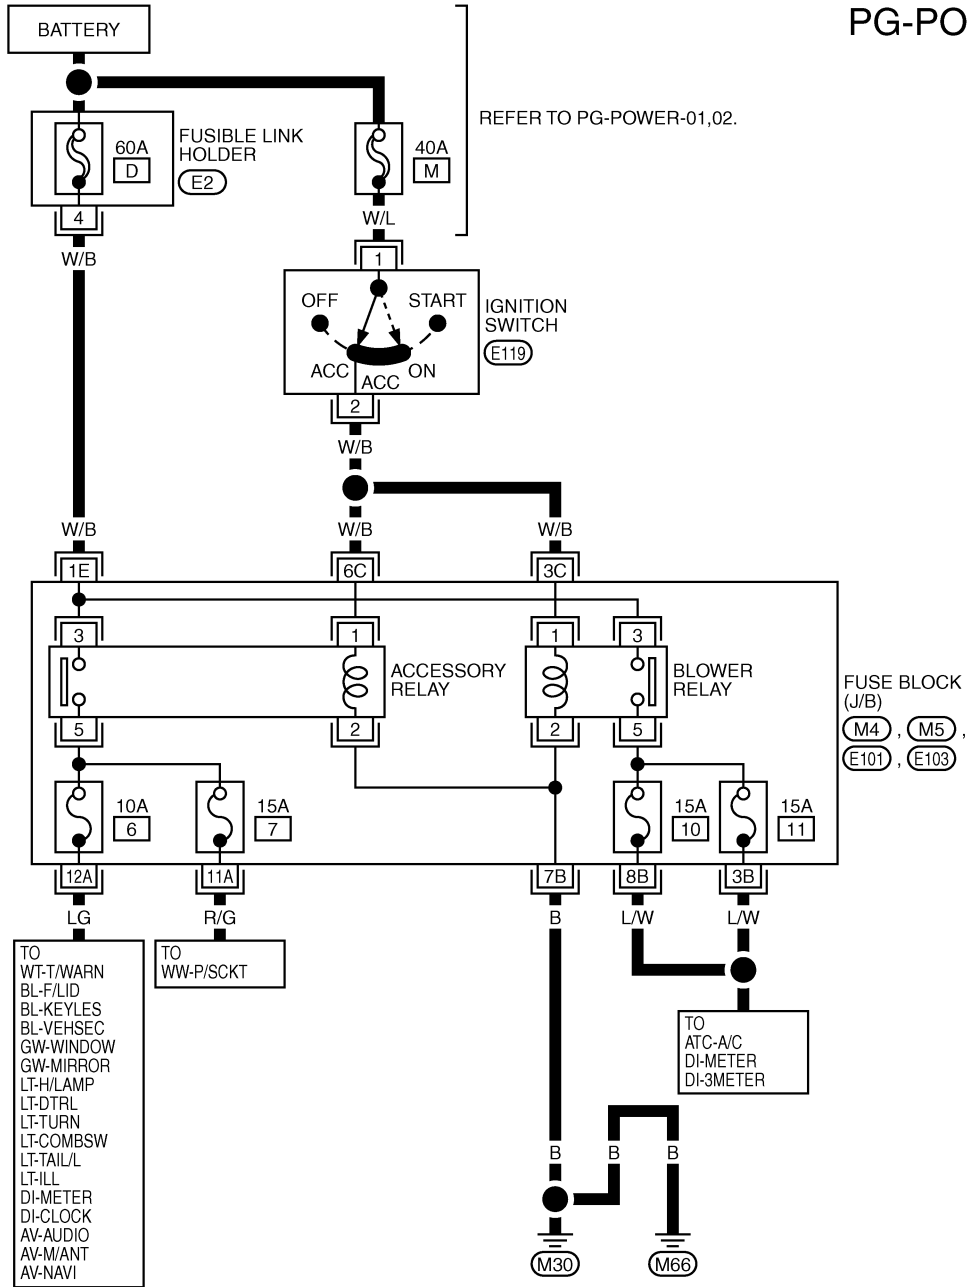 PG-PO
BATTERY
REFER TO PG-POWER-01,02.
60A
D
FUSIBLE LINK
HOLDER
E2
40A
M
4
W/L
W/B
1
OFF
START
ACC
ACC
ON
IGNITION
SWITCH
E119
2
W/B
W/B
W/B
W/B
1E
6C
3C
3
1
1
3
ACCESSORY
RELAY
BLOWER
RELAY
5
2
2
5
FUSE BLOCK
(J/B)
M4 , M5 ,
E101 , E103
10A
6
15A
7
15A
10
15A
11
12A
11A
7B
8B
3B
LG
R/G
B
L/W
L/W
TO
WT-T/WARN
BL-F/LID
BL-KEYLES
BL-VEHSEC
GW-WINDOW
GW-MIRROR
LT-H/LAMP
LT-DTRL
LT-TURN
LT-COMBSW
LT-TAIL/L
LT-ILL
DI-METER
DI-CLOCK
AV-AUDIO
AV-M/ANT
AV-NAVI
TO
WW-P/SCKT
TO
ATC-A/C
DI-METER
DI-3METER
B
B
B
M30
M66